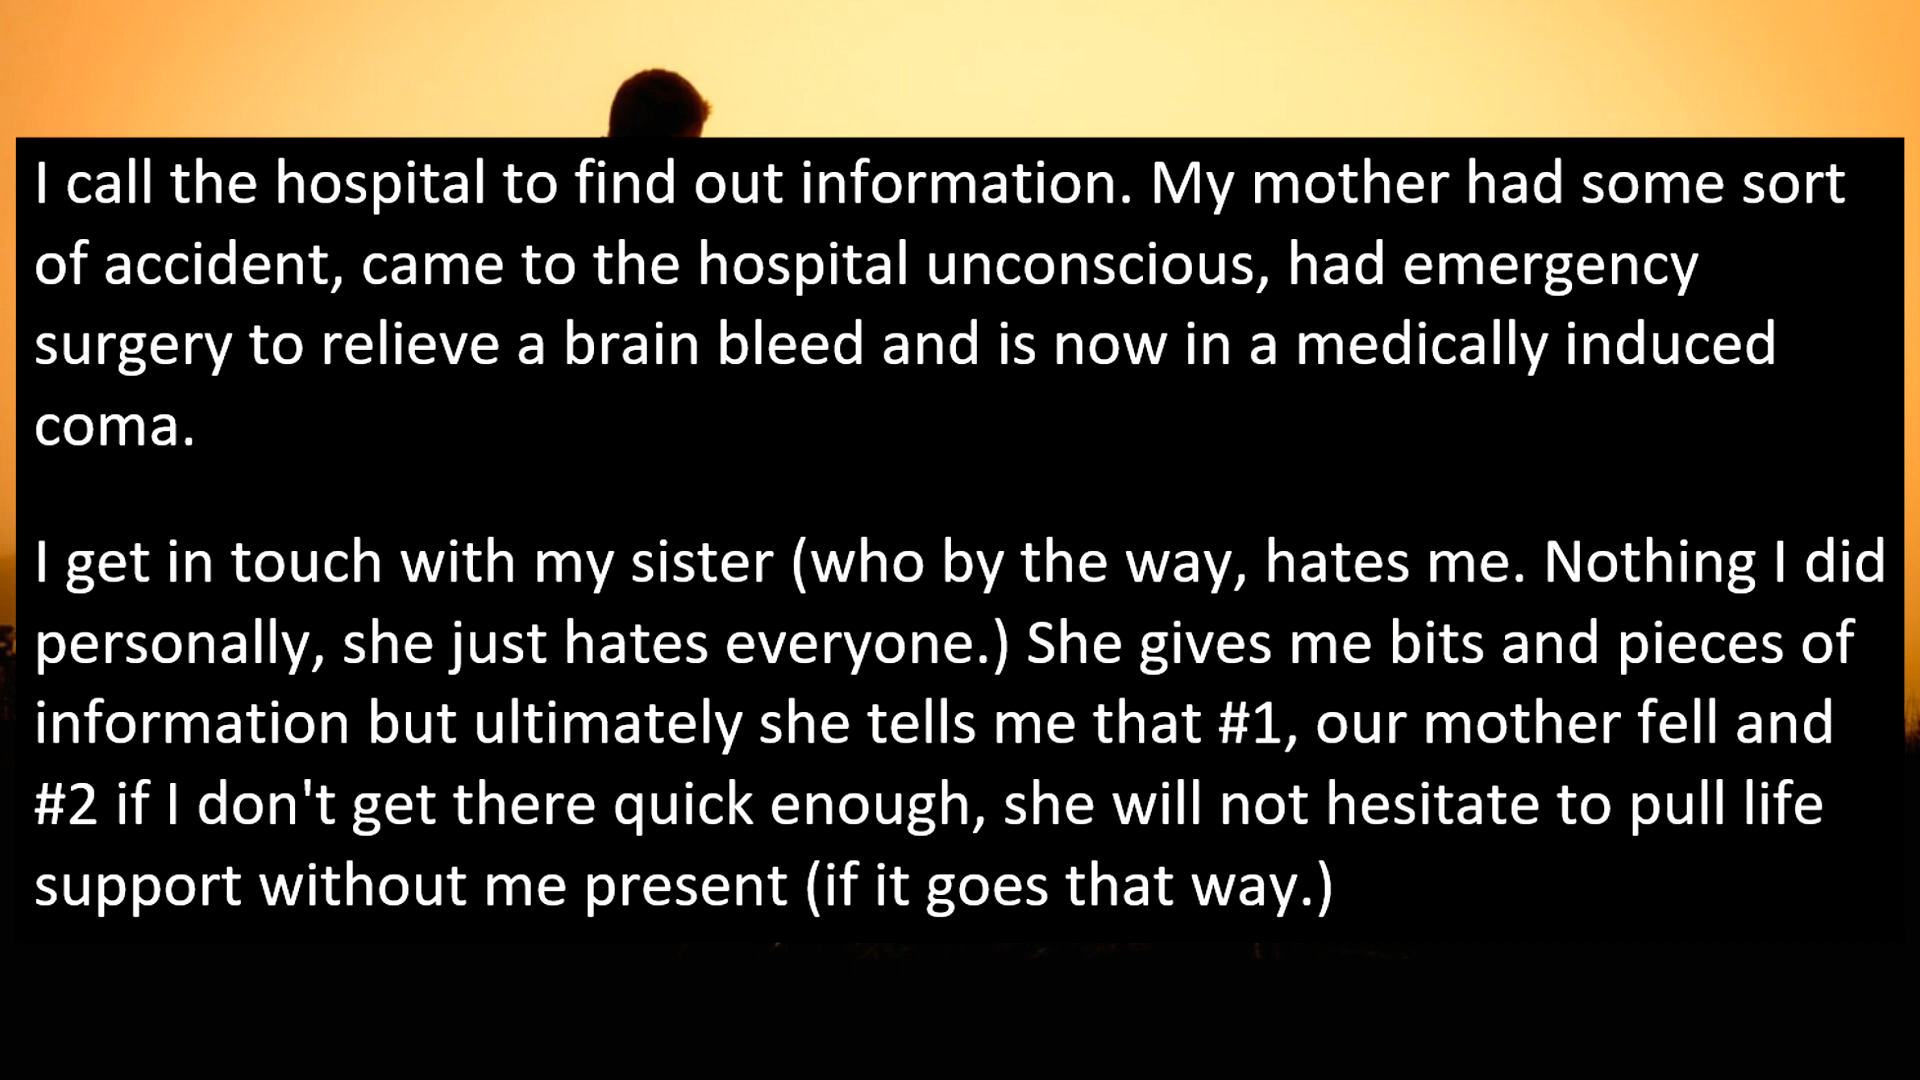 I call the hospital to find out information. My mother had some sort
of accident, came to the hospital unconscious, had emergency
surgery to relieve a brain bleed and is now in a medically induced
coma.
I get in touch with my sister (who by the way, hates me. Nothing I did
personally, she just hates everyone.) She gives me bits and pieces of
information but ultimately she tells me that #1, our mother fell and
#2 if I don't get there quick enough, she will not hesitate to pull life
support without me present (if it goes that way.)